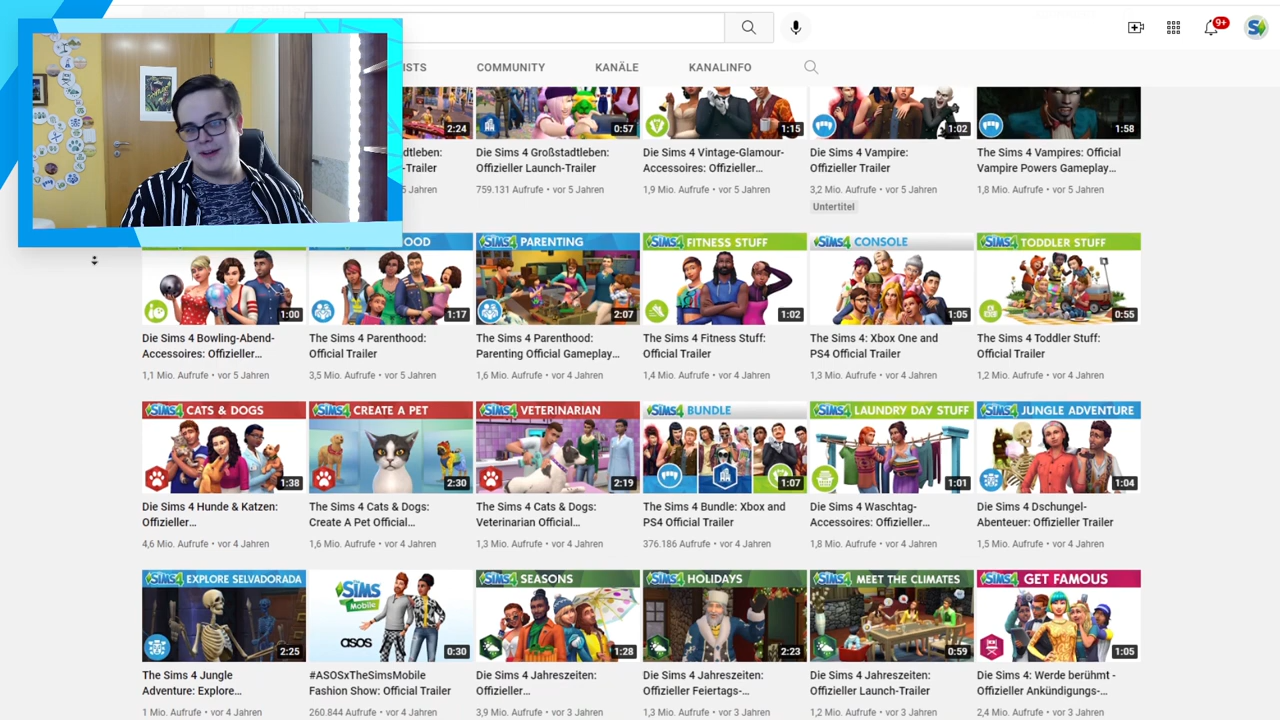 9+
ISTS
COMMUNITY
KANÄLE
KANALINFO
2:24
0:57
1:15
1:02
1:58
dtleben:
-Trailer
5 Jahren
Die Sims 4 Großstadtleben:
Offizieller Launch-Trailer
759.131 Aufrufe • vor 5 Jahren
Die Sims 4 Vintage-Glamour-
Accessoires: Offizieller...
1,9 Mio. Aufrufe • vor 5 Jahren
Die Sims 4 Vampire:
Offizieller Trailer
3,2 Mio. Aufrufe • vor 5 Jahren
Untertitel
The Sims 4 Vampires: Official
Vampire Powers Gameplay...
1,8 Mio. Aufrufe • vor 5 Jahren
OOD
SIMS4 PARENTING
SIMS4 FITNESS STUFF
SIMS4 CONSOLE
SIMS4 TODDLER STUFF
1:00
1:17
2:07
1:02
1:05
0:55
Die Sims 4 Bowling-Abend-
Accessoires: Offizieller...
1,1 Mio. Aufrufe • vor 5 Jahren
The Sims 4 Parenthood:
Official Trailer
3,5 Mio. Aufrufe • vor 5 Jahren
The Sims 4 Parenthood:
Parenting Official Gameplay...
1,6 Mio. Aufrufe • vor 4 Jahren
The Sims 4 Fitness Stuff:
Official Trailer
1,4 Mio. Aufrufe • vor 4 Jahren
The Sims 4: Xbox One and
PS4 Official Trailer
1,3 Mio. Aufrufe • vor 4 Jahren
The Sims 4 Toddler Stuff:
Official Trailer
1,2 Mio. Aufrufe • vor 4 Jahren
SIMS4 CATS & DOGS
SIMS4 CREATE A PET
SIMS4 VETERINARIAN
SIMS4 BUNDLE
SIMS4 LAUNDRY DAY STUFF
SIMS4 JUNGLE ADVENTURE
1:38
2:30
2:19
1:07
1:01
1:04
Die Sims 4 Hunde & Katzen:
Offizieller...
4,6 Mio. Aufrufe • vor 4 Jahren
The Sims 4 Cats & Dogs:
Create A Pet Official...
1,6 Mio. Aufrufe • vor 4 Jahren
The Sims 4 Cats & Dogs:
Veterinarian Official...
1,3 Mio. Aufrufe • vor 4 Jahren
The Sims 4 Bundle: Xbox and
PS4 Official Trailer
376.186 Aufrufe • vor 4 Jahren
Die Sims 4 Waschtag-
Accessoires: Offizieller...
1,8 Mio. Aufrufe • vor 4 Jahren
Die Sims 4 Dschungel-
Abenteuer: Offizieller Trailer
1,5 Mio. Aufrufe • vor 4 Jahren
SIMS4 EXPLORE SELVADORADA
The SIMS Mobile
asos
SIMS4 SEASONS
SIMS4 HOLIDAYS
SIMS4 MEET THE CLIMATES
SIMS4 GET FAMOUS
2:25
0:30
1:28
2:23
0:59
1:05
The Sims 4 Jungle
Adventure: Explore...
1 Mio. Aufrufe • vor 4 Jahren
#ASOSxTheSimsMobile
Fashion Show: Official Trailer
260.844 Aufrufe • vor 4 Jahren
Die Sims 4 Jahreszeiten:
Offizieller...
3,9 Mio. Aufrufe • vor 3 Jahren
Die Sims 4 Jahreszeiten:
Offizieller Feiertags-...
1,3 Mio. Aufrufe • vor 3 Jahren
Die Sims 4 Jahreszeiten:
Offizieller Launch-Trailer
1,2 Mio. Aufrufe • vor 3 Jahren
Die Sims 4: Werde berühmt -
Offizieller Ankündigungs-...
2,4 Mio. Aufrufe • vor 3 Jahren